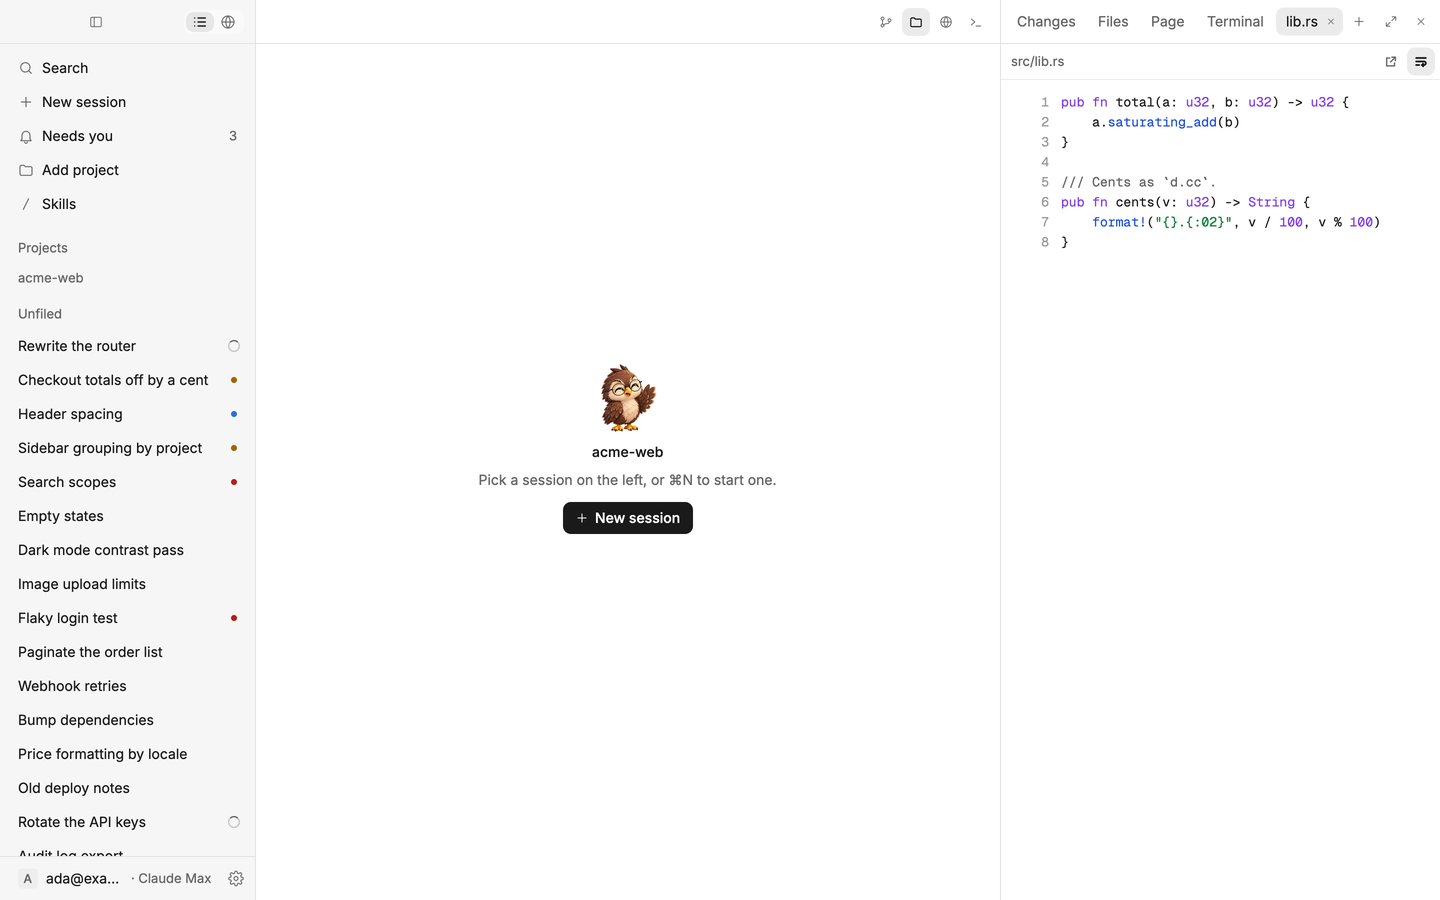 Search
New session
Needs you 3
Add project
Skills
Projects
acme-web
Unfiled
Rewrite the router
Checkout totals off by a cent
Header spacing
Sidebar grouping by project
Search scopes
Empty states
Dark mode contrast pass
Image upload limits
Flaky login test
Paginate the order list
Webhook retries
Bump dependencies
Price formatting by locale
Old deploy notes
Rotate the API keys
Audit log export
A ada@exa... · Claude Max
acme-web
Pick a session on the left, or ⌘N to start one.
+ New session
Changes Files Page Terminal lib.rs ×
src/lib.rs
1 pub fn total(a: u32, b: u32) -> u32 {
2     a.saturating_add(b)
3 }
4
5 /// Cents as `d.cc`.
6 pub fn cents(v: u32) -> String {
7     format!("{}.{:02}", v / 100, v % 100)
8 }